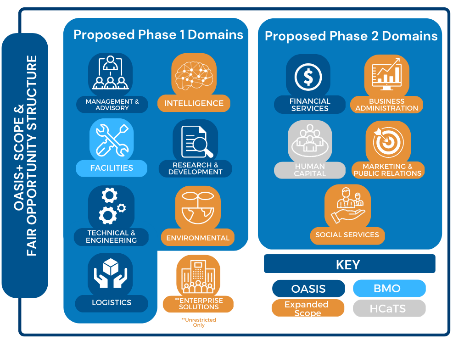 OASIS+ SCOPE &
FAIR OPPORTUNITY STRUCTURE
Proposed Phase 1 Domains
MANAGEMENT &
ADVISORY
INTELLIGENCE
FACILITIES
RESEARCH &
DEVELOPMENT
TECHNICAL &
ENGINEERING
ENVIRONMENTAL
LOGISTICS
**ENTERPRISE
SOLUTIONS
**Unrestricted
Only
Proposed Phase 2 Domains
FINANCIAL
SERVICES
BUSINESS
ADMINISTRATION
HUMAN
CAPITAL
MARKETING &
PUBLIC RELATIONS
SOCIAL SERVICES
KEY
OASIS
BMO
Expanded
Scope
HCaTS